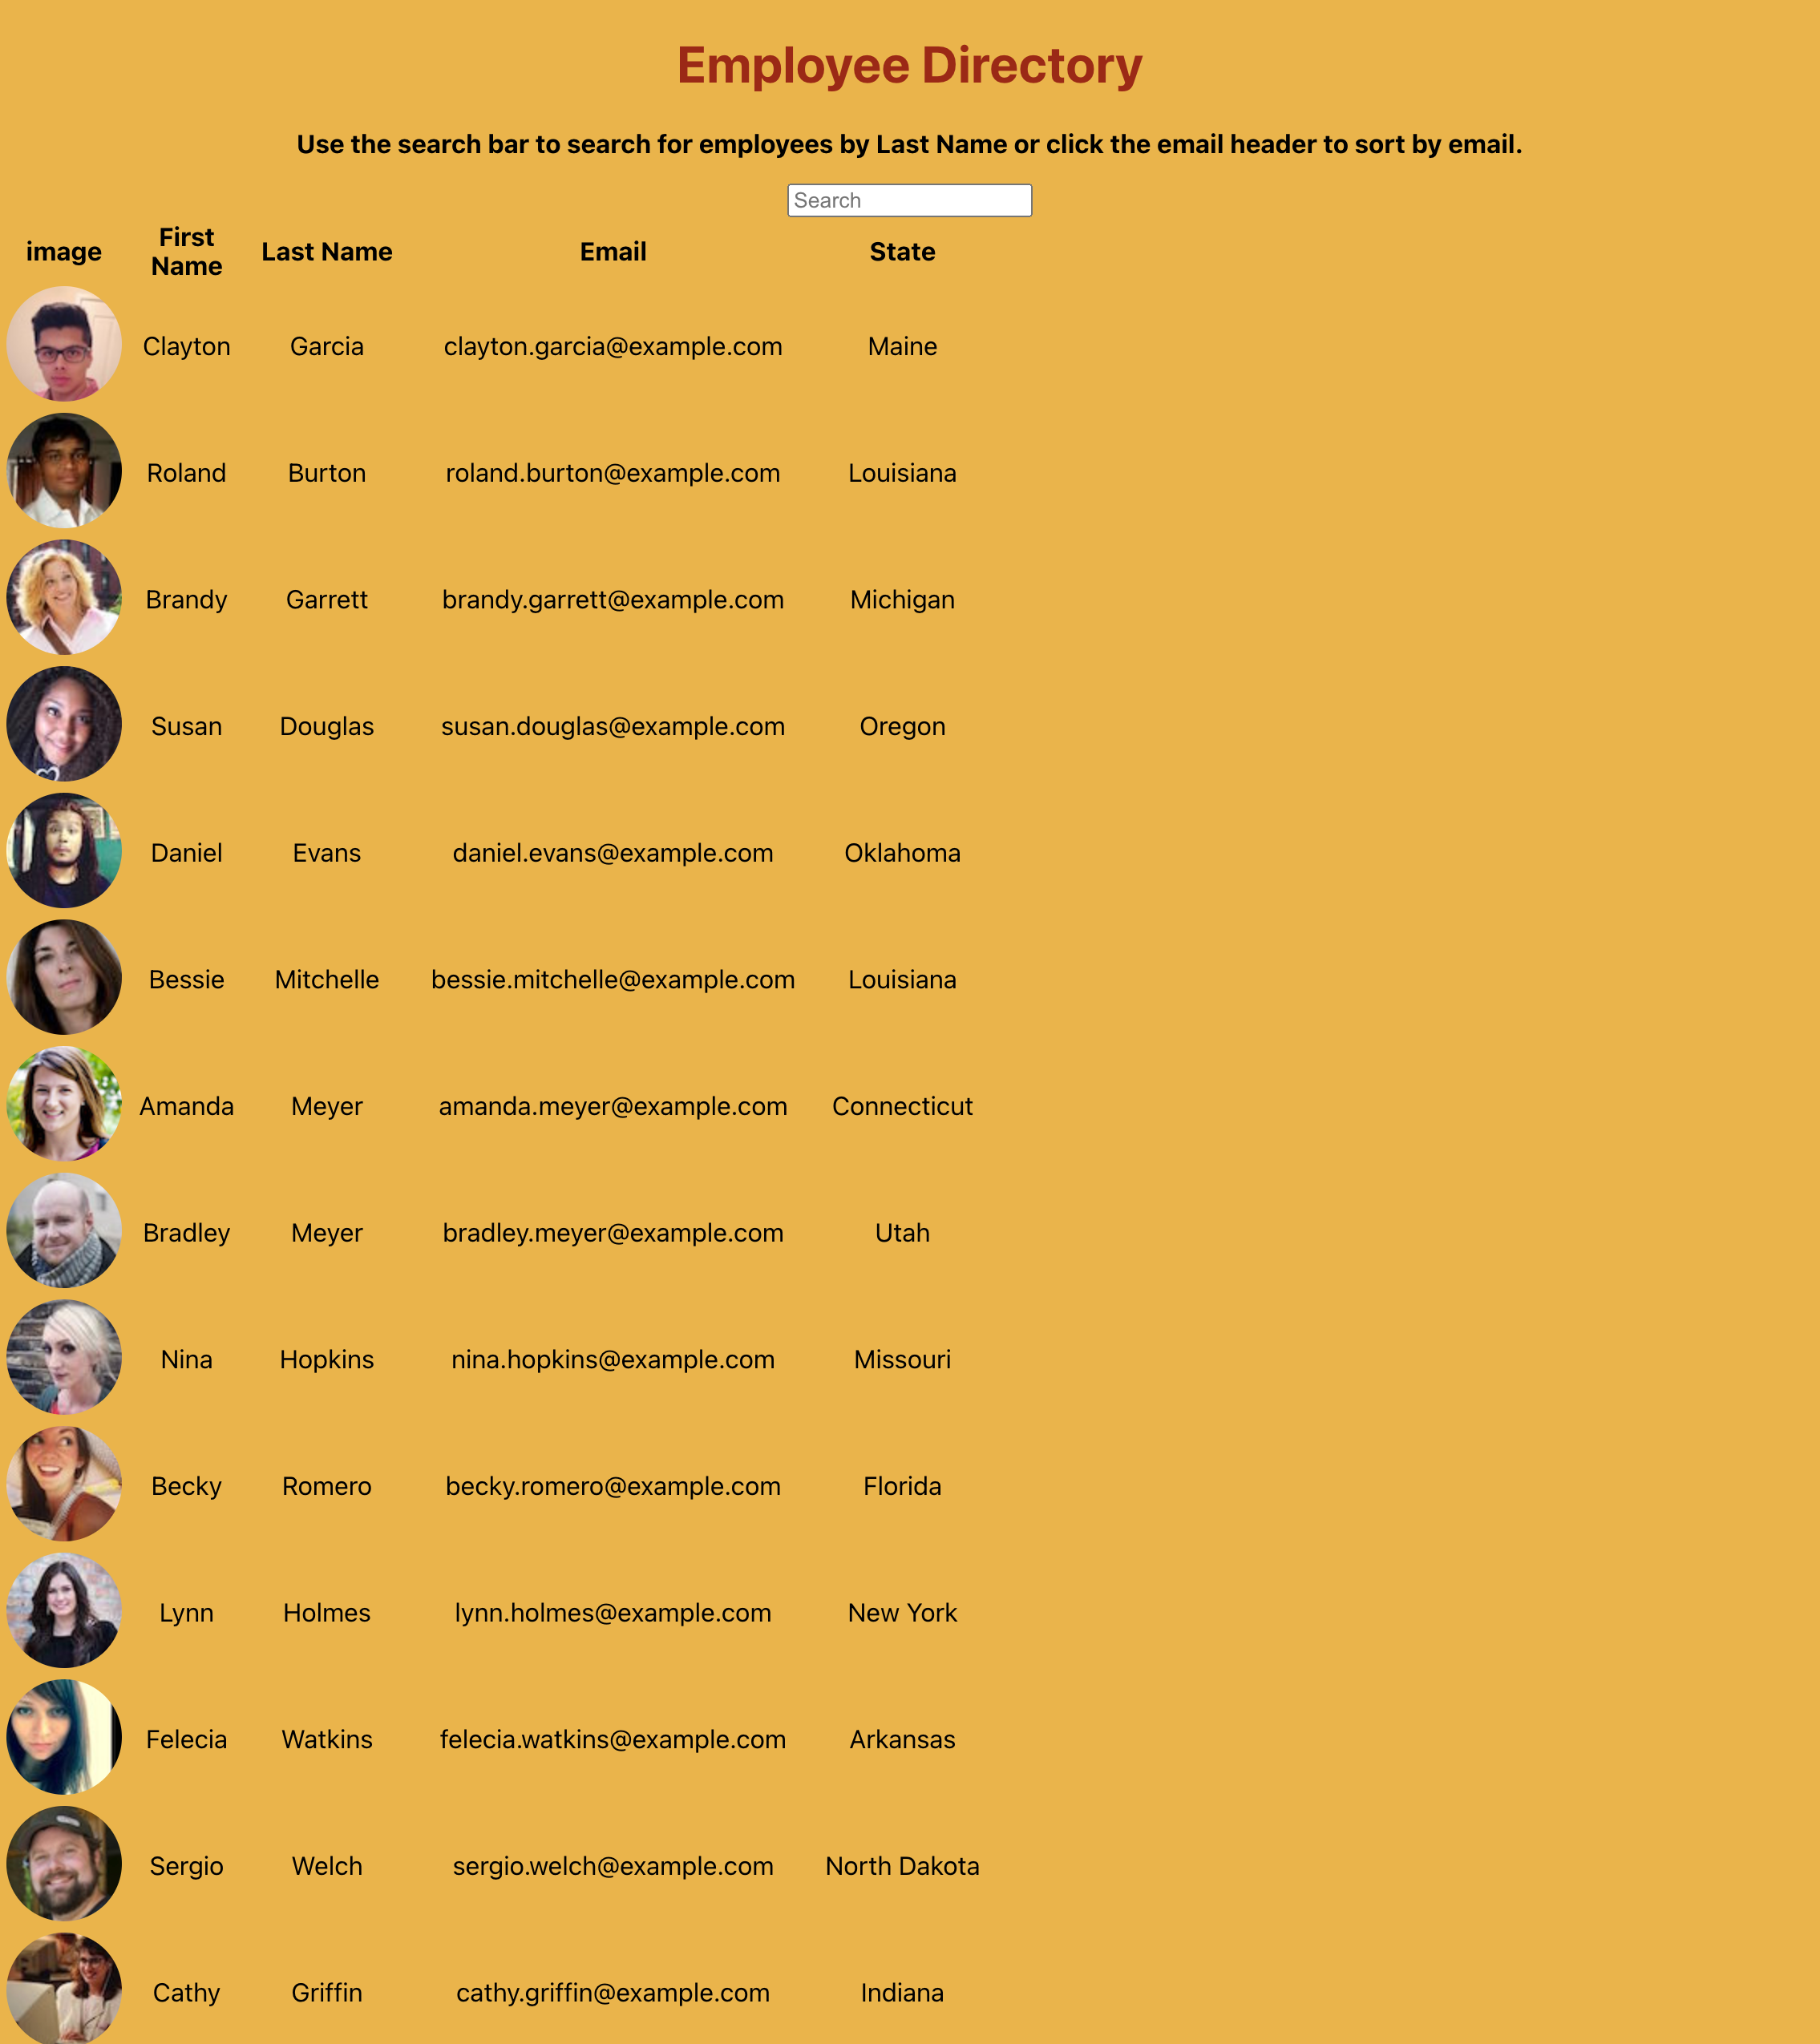 Employee Directory
Use the search bar to search for employees by Last Name or click the email header to sort by email.
Search
image First Name Last Name Email State
Clayton Garcia clayton.garcia@example.com Maine
Roland Burton roland.burton@example.com Louisiana
Brandy Garrett brandy.garrett@example.com Michigan
Susan Douglas susan.douglas@example.com Oregon
Daniel Evans daniel.evans@example.com Oklahoma
Bessie Mitchelle bessie.mitchelle@example.com Louisiana
Amanda Meyer amanda.meyer@example.com Connecticut
Bradley Meyer bradley.meyer@example.com Utah
Nina Hopkins nina.hopkins@example.com Missouri
Becky Romero becky.romero@example.com Florida
Lynn Holmes lynn.holmes@example.com New York
Felecia Watkins felecia.watkins@example.com Arkansas
Sergio Welch sergio.welch@example.com North Dakota
Cathy Griffin cathy.griffin@example.com Indiana